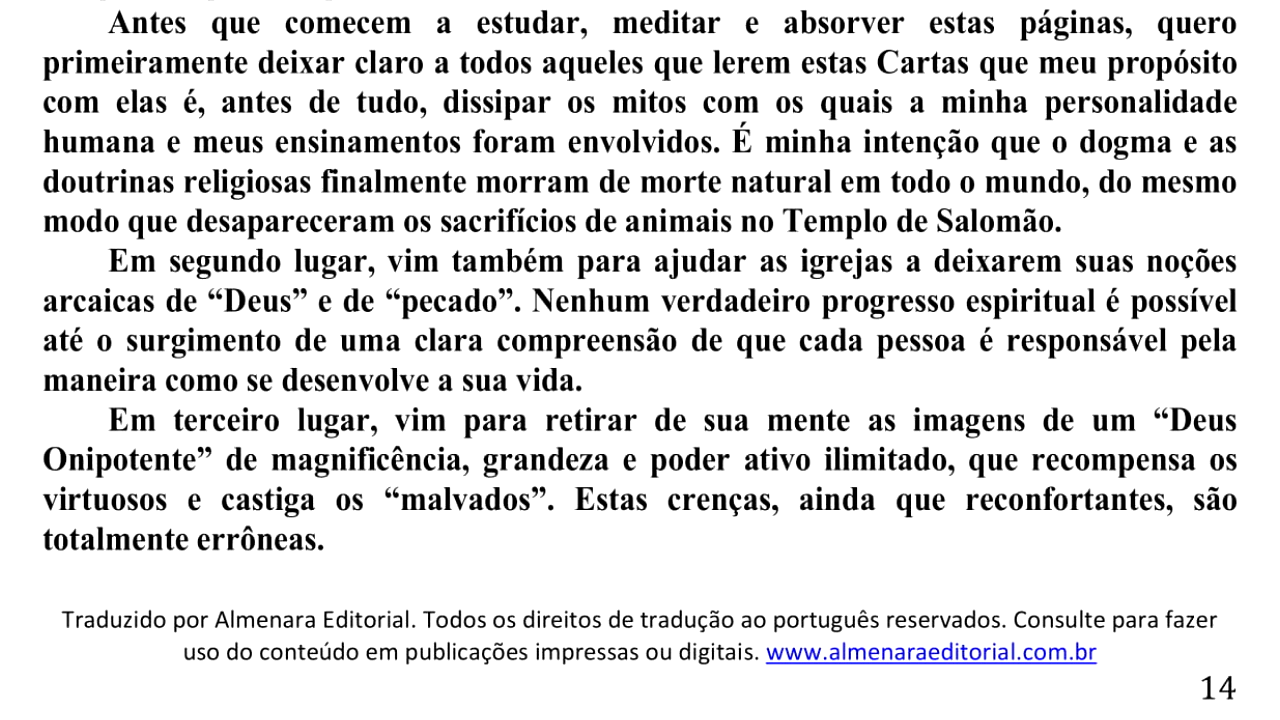 Antes que comecem a estudar, meditar e absorver estas páginas, quero
primeiramente deixar claro a todos aqueles que lerem estas Cartas que meu propósito
com elas é, antes de tudo, dissipar os mitos com os quais a minha personalidade
humana e meus ensinamentos foram envolvidos. É minha intenção que o dogma e as
doutrinas religiosas finalmente morram de morte natural em todo o mundo, do mesmo
modo que desapareceram os sacrifícios de animais no Templo de Salomão.
Em segundo lugar, vim também para ajudar as igrejas a deixarem suas noções
arcaicas de “Deus” e de “pecado”. Nenhum verdadeiro progresso espiritual é possível
até o surgimento de uma clara compreensão de que cada pessoa é responsável pela
maneira como se desenvolve a sua vida.
Em terceiro lugar, vim para retirar de sua mente as imagens de um “Deus
Onipotente” de magnificência, grandeza e poder ativo ilimitado, que recompensa os
virtuosos e castiga os “malvados”. Estas crenças, ainda que reconfortantes, são
totalmente errôneas.
Traduzido por Almenara Editorial. Todos os direitos de tradução ao português reservados. Consulte para fazer
uso do conteúdo em publicações impressas ou digitais. www.almenaraeditorial.com.br
14